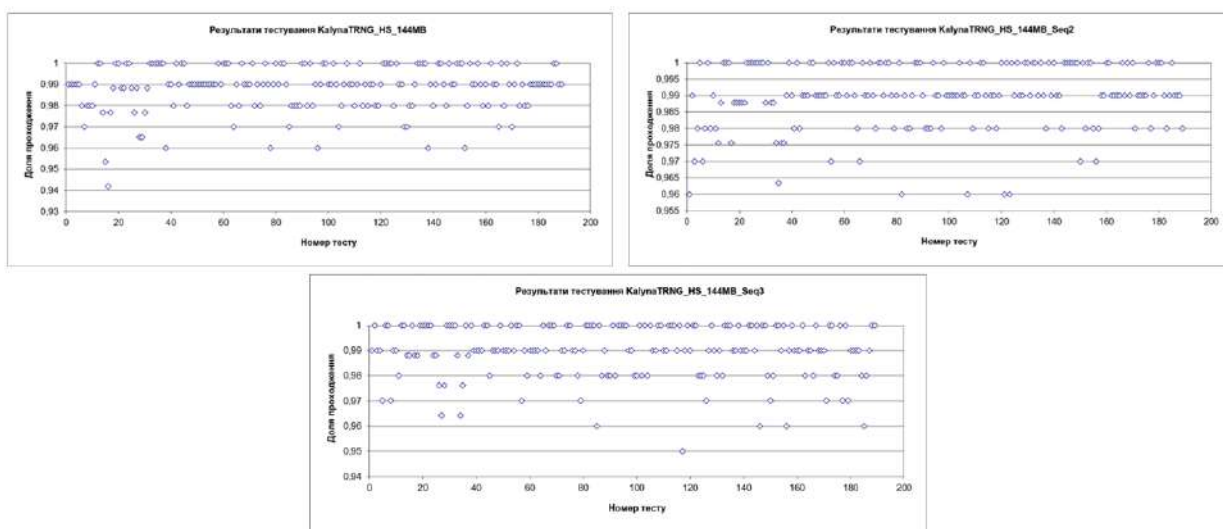 Результати тестування KalynaTRNG_HS_144MB
Доля проходження
1
0,99
0,98
0,97
0,96
0,95
0,94
0,93
0 20 40 60 80 100 120 140 160 180 200
Номер тесту
Результати тестування KalynaTRNG_HS_144MB_Seq2
Доля проходження
1
0,995
0,99
0,985
0,98
0,975
0,97
0,965
0,96
0,955
0 20 40 60 80 100 120 140 160 180 200
Номер тесту
Результати тестування KalynaTRNG_HS_144MB_Seq3
Доля проходження
1
0,99
0,98
0,97
0,96
0,95
0,94
0 20 40 60 80 100 120 140 160 180 200
Номер тесту